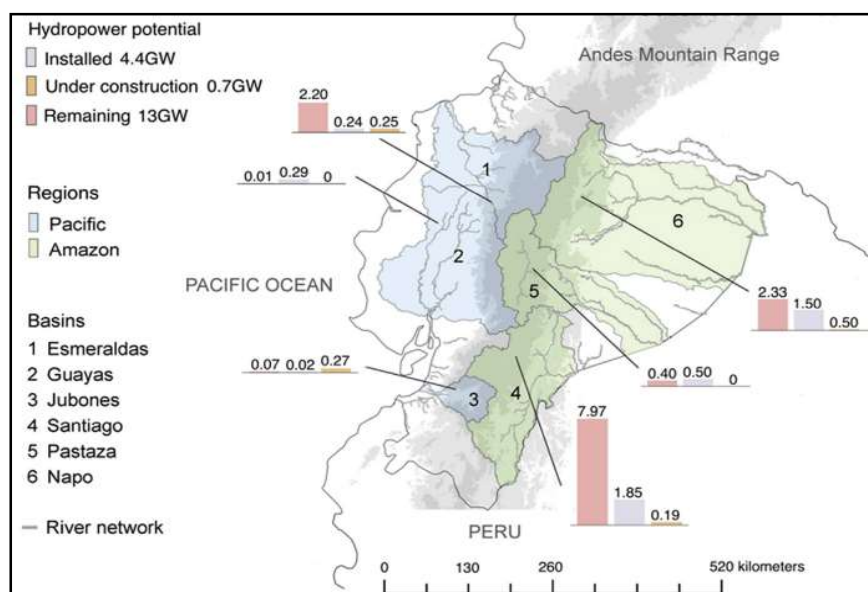 Hydropower potential
Installed 4.4GW
Under construction 0.7GW
Remaining 13GW
Andes Mountain Range
2.20
0.24 0.25
0.01 0.29 0
Regions
Pacific
Amazon
PACIFIC OCEAN
1
2
3
4
5
6
2.33
1.50
0.50
0.40 0.50 0
0.07 0.02 0.27
7.97
1.85
0.19
Basins
1 Esmeraldas
2 Guayas
3 Jubones
4 Santiago
5 Pastaza
6 Napo
River network
PERU
0 130 260 520 kilometers